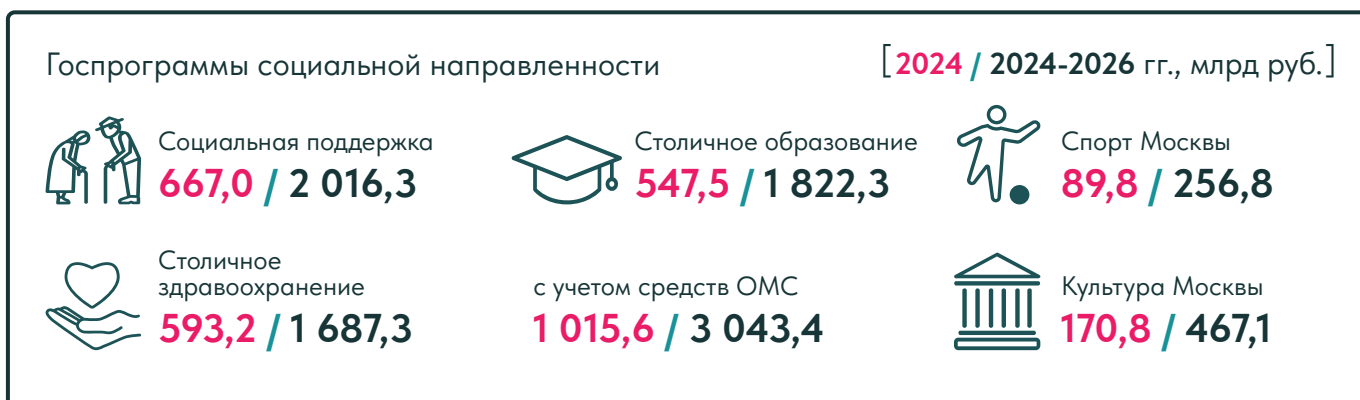 Госпрограммы социальной направленности
[2024 / 2024-2026 гг., млрд руб.]
Социальная поддержка
667,0 / 2 016,3
Столичное образование
547,5 / 1 822,3
Спорт Москвы
89,8 / 256,8
Столичное
здравоохранение
593,2 / 1 687,3
с учетом средств ОМС
1 015,6 / 3 043,4
Культура Москвы
170,8 / 467,1